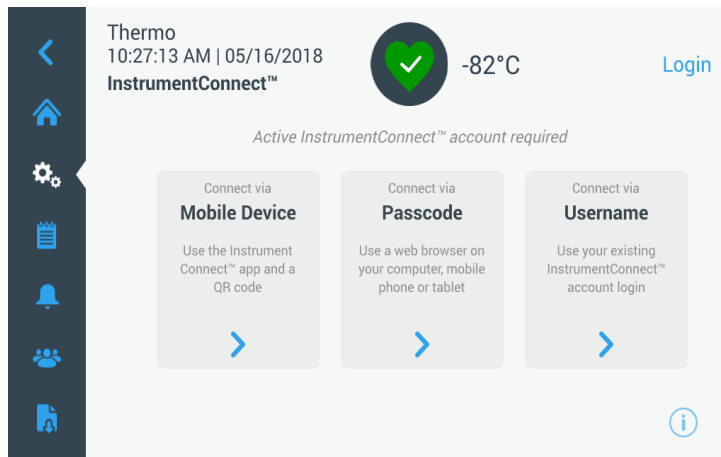 Thermo
10:27:13 AM | 05/16/2018
InstrumentConnect™
-82°C
Login
Active InstrumentConnect™ account required
Connect via
Mobile Device
Use the Instrument
Connect™ app and a
QR code
Connect via
Passcode
Use a web browser on
your computer, mobile
phone or tablet
Connect via
Username
Use your existing
InstrumentConnect™
account login